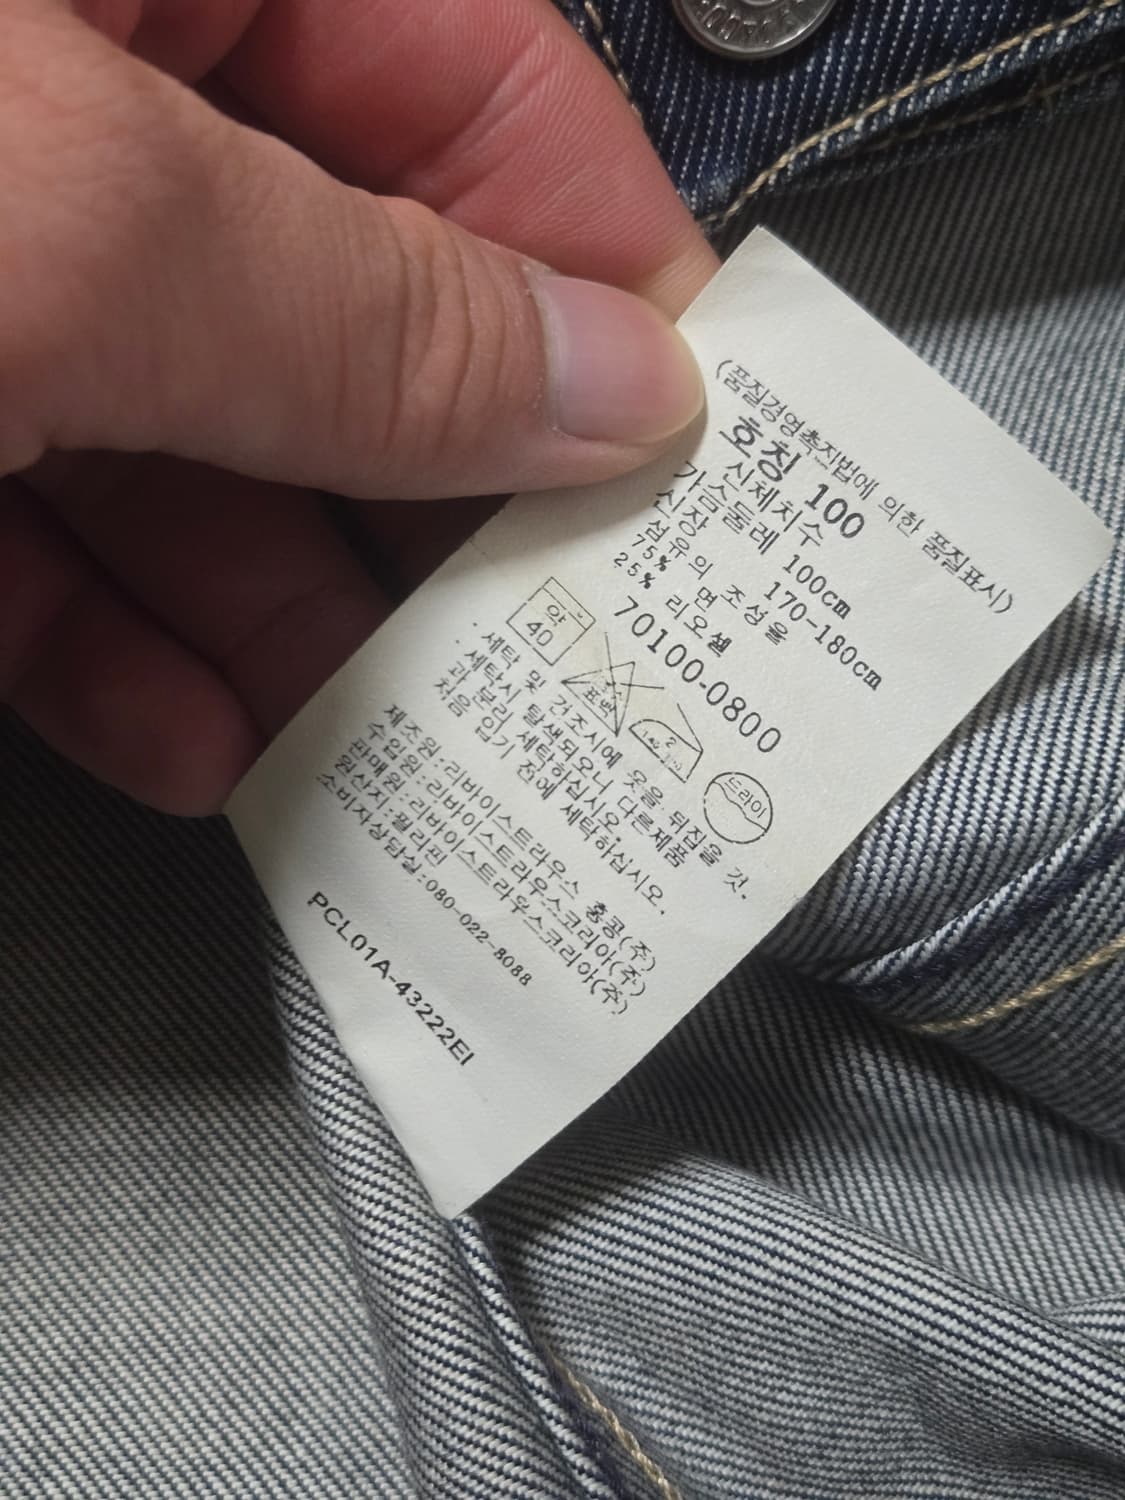 (품질경영촉진법에 의한 품질표시)
호칭 100
신체치수
가슴둘레 100cm
신장 170-180cm
섬유의 조성율
75% 면
25% 리오셀
70100-0800
약
40
표백
2
드라이
· 세탁 및 건조시에 옷을 뒤집을 것.
· 세탁시 탈색되오니 다른제품
과 분리 세탁하십시오.
처음 입기 전에 세탁하십시오.
제조원:리바이스트라우스 홍콩(주)
수입원:리바이스트라우스코리아(주)
판매원:리바이스트라우스코리아(주)
원산지:필리핀
소비자상담실:080-022-8088
PCL01A-43222EI